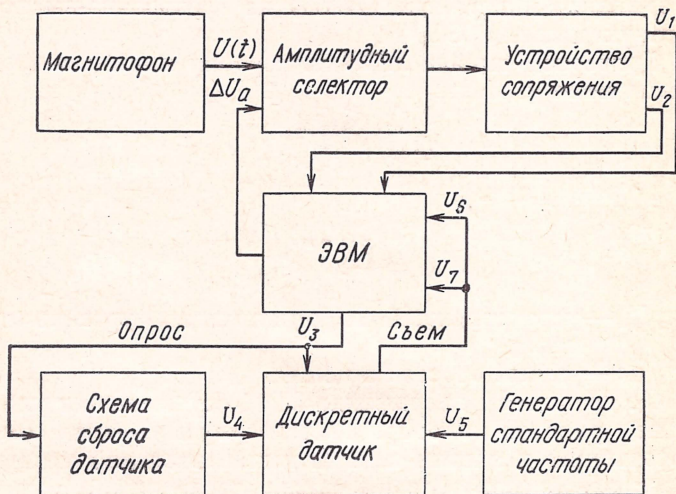 Магнитофон
U(t)
ΔUа
Амплитудный
селектор
Устройство
сопряжения
U1
U2
ЭВМ
U6
U7
Опрос
U3
Съем
Схема
сброса
датчика
U4
Дискретный
датчик
U5
Генератор
стандартной
частоты